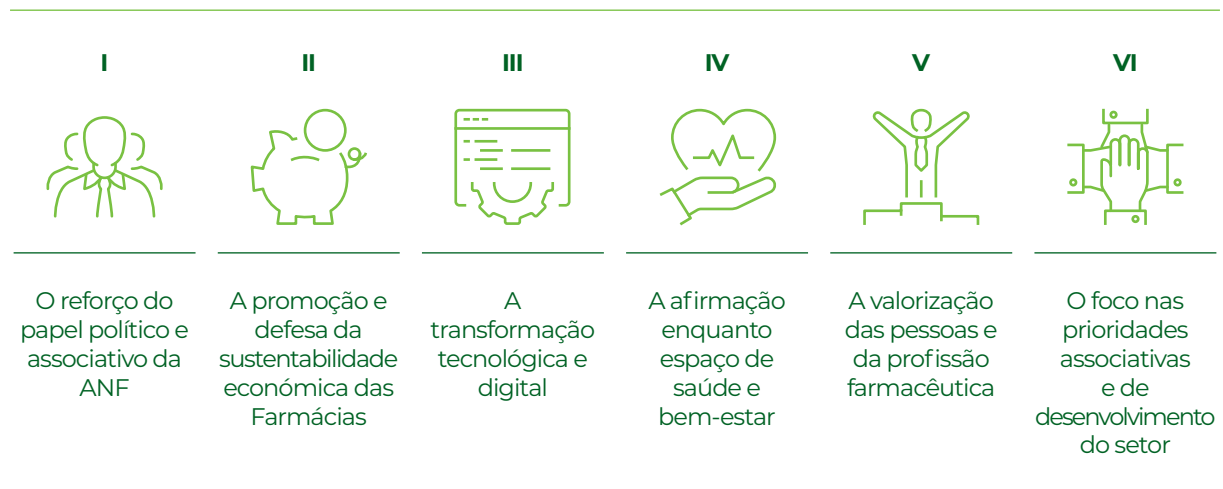 I
O reforço do
papel político e
associativo da
ANF
II
A promoção e
defesa da
sustentabilidade
económica das
Farmácias
III
A
transformação
tecnológica e
digital
IV
A afirmação
enquanto
espaço de
saúde e
bem-estar
V
A valorização
das pessoas e
da profissão
farmacêutica
VI
O foco nas
prioridades
associativas
e de
desenvolvimento
do setor